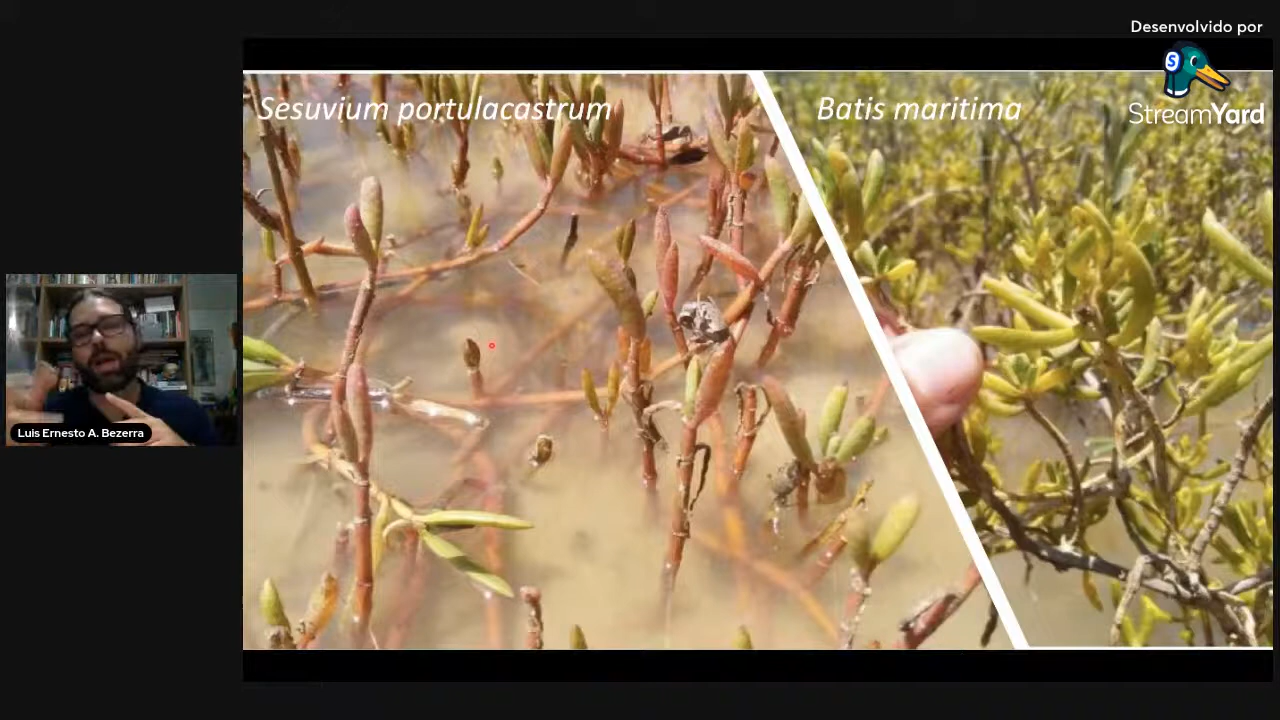 Desenvolvido por
S
StreamYard
Sesuvium portulacastrum
Batis maritima
Luis Ernesto A. Bezerra